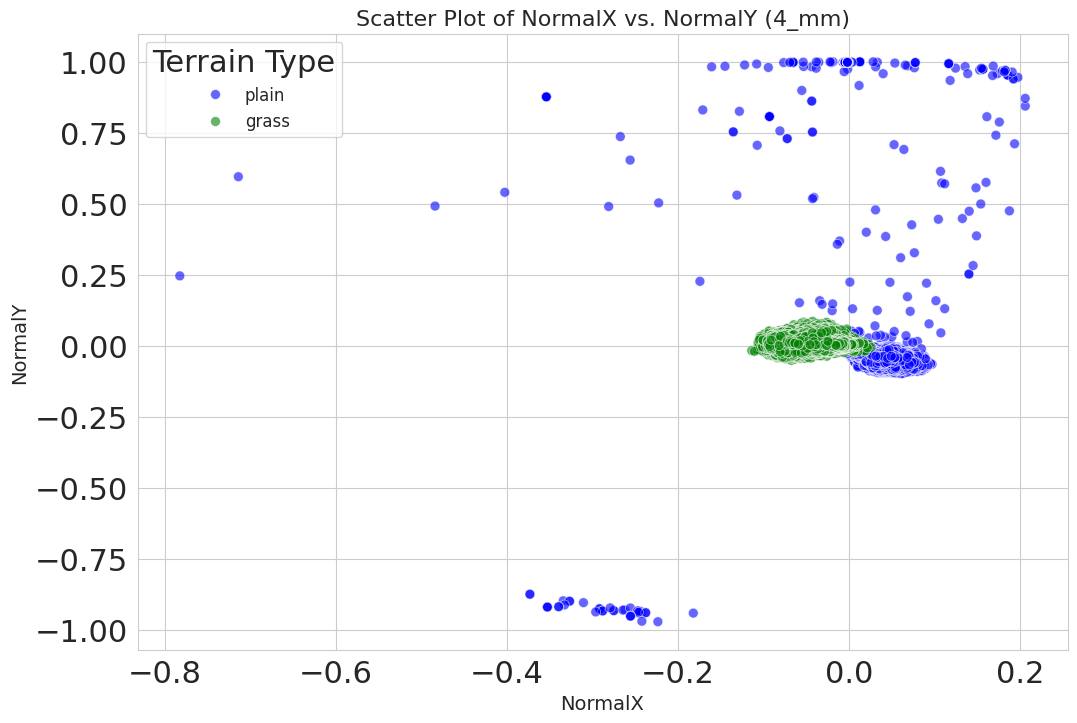 Scatter Plot of NormalX vs. NormalY (4_mm)
Terrain Type
plain
grass
1.00
0.75
0.50
0.25
0.00
−0.25
−0.50
−0.75
−1.00
NormalY
−0.8 −0.6 −0.4 −0.2 0.0 0.2
NormalX